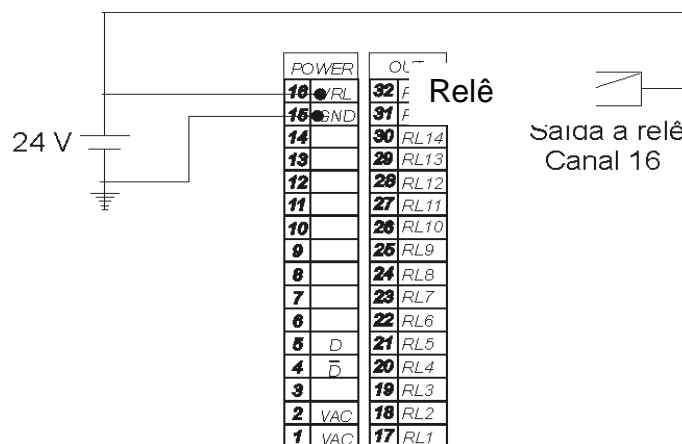 POWER
16 VRL 32 Relê
15 GND 31
24 V
14 30 RL14
Saída a relê
13 29 RL13
Canal 16
12 28 RL12
11 27 RL11
10 26 RL10
9 25 RL9
8 24 RL8
7 23 RL7
6 22 RL6
5 D 21 RL5
4 D̅ 20 RL4
3 19 RL3
2 VAC 18 RL2
1 VAC 17 RL1